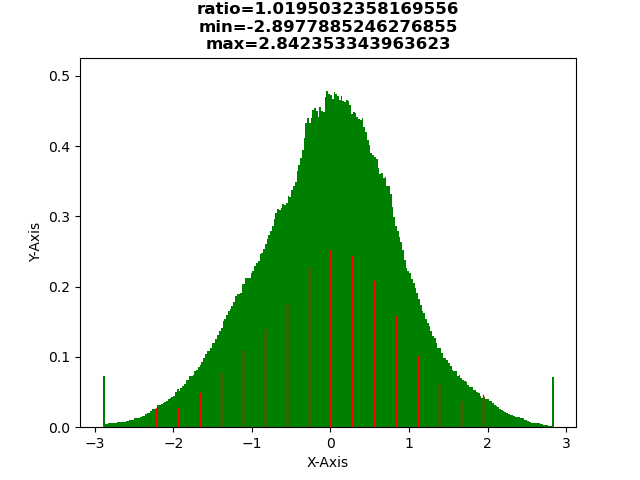 ratio=1.0195032358169556
min=-2.8977885246276855
max=2.842353343963623
0.5
0.4
0.3
0.2
0.1
0.0
Y-Axis
−3 −2 −1 0 1 2 3
X-Axis